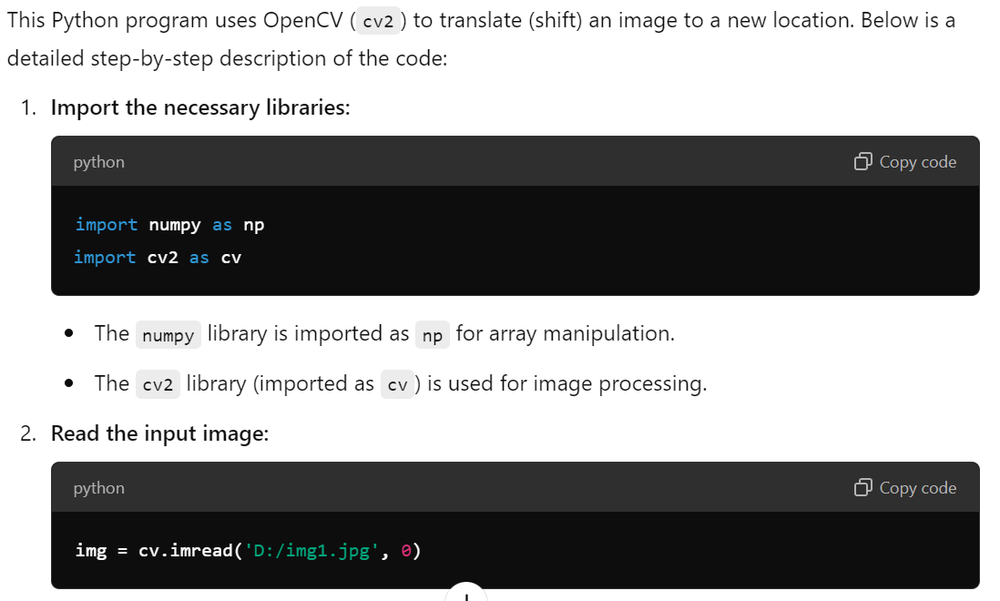 This Python program uses OpenCV ( cv2 ) to translate (shift) an image to a new location. Below is a
detailed step-by-step description of the code:
1. Import the necessary libraries:
python Copy code
import numpy as np
import cv2 as cv
• The numpy library is imported as np for array manipulation.
• The cv2 library (imported as cv ) is used for image processing.
2. Read the input image:
python Copy code
img = cv.imread('D:/img1.jpg', 0)